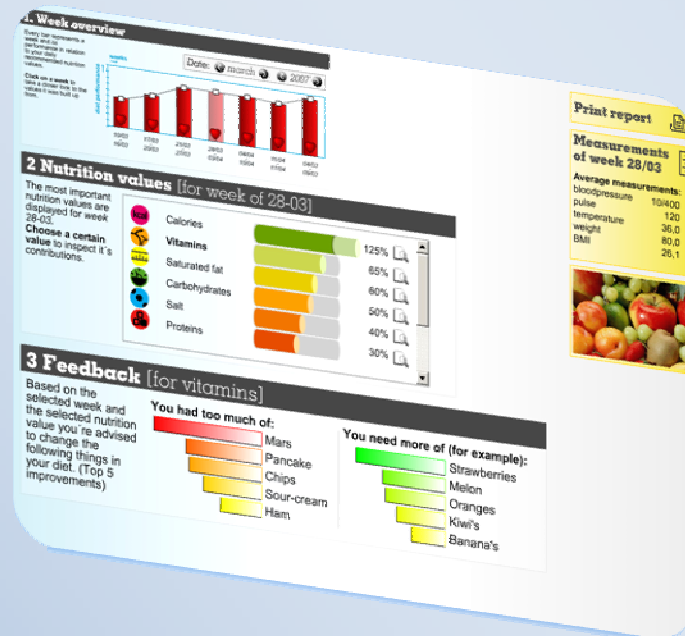 1. Week overview
Every bar represents a
week and its
performance in relation
to your daily
recommended nutrition
values.
Click on a week to
take a closer look to the
values it was built up
from.
Date: march 2007
2 Nutrition values [for week of 28-03]
The most important
nutrition values are
displayed for week
28-03.
Choose a certain
value to inspect it´s
contributions.
kcal
Calories 125%
Vitamins 65%
Saturated fat 60%
Carbohydrates 50%
Salt 40%
Proteins 30%
3 Feedback [for vitamins]
Based on the
selected week and
the selected nutrition
value you´re advised
to change the
following things in
your diet. (Top 5
improvements)
You had too much of:
Mars
Pancake
Chips
Sour-cream
Ham
You need more of (for example):
Strawberries
Melon
Oranges
Kiwi's
Banana's
Print report
Measurements
of week 28/03
Average measurements:
bloodpressure 10/400
pulse 120
temperature 36,0
weight 80,0
BMI 26,1